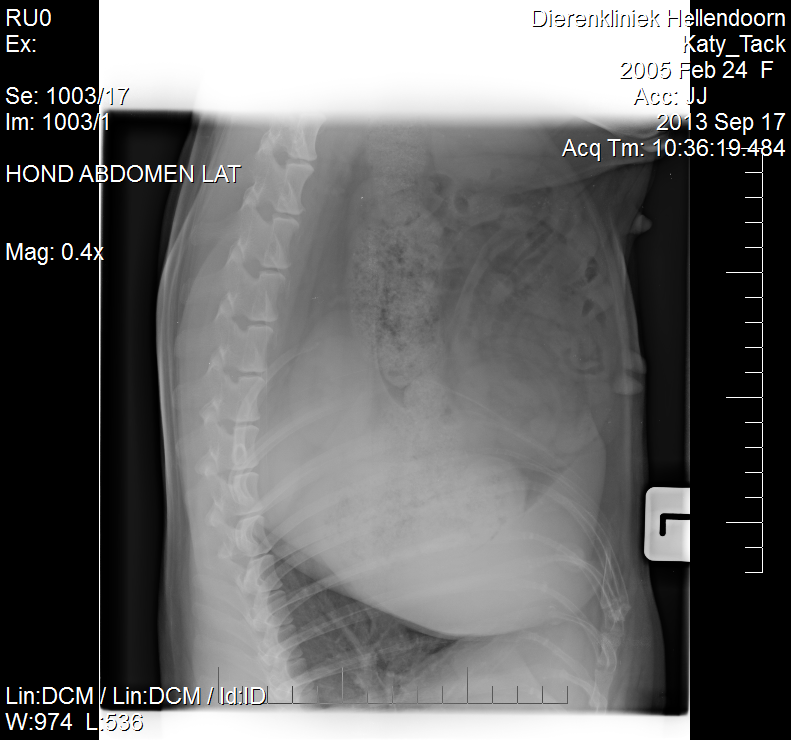 RU0
Ex:
Se: 1003/17
Im: 1003/1
HOND ABDOMEN LAT
Mag: 0.4x
Dierenkliniek Hellendoorn
Katy_Tack
2005 Feb 24 F
Acc: JJ
2013 Sep 17
Acq Tm: 10:36:19.484
L
Lin:DCM / Lin:DCM / Id:ID
W:974 L:536